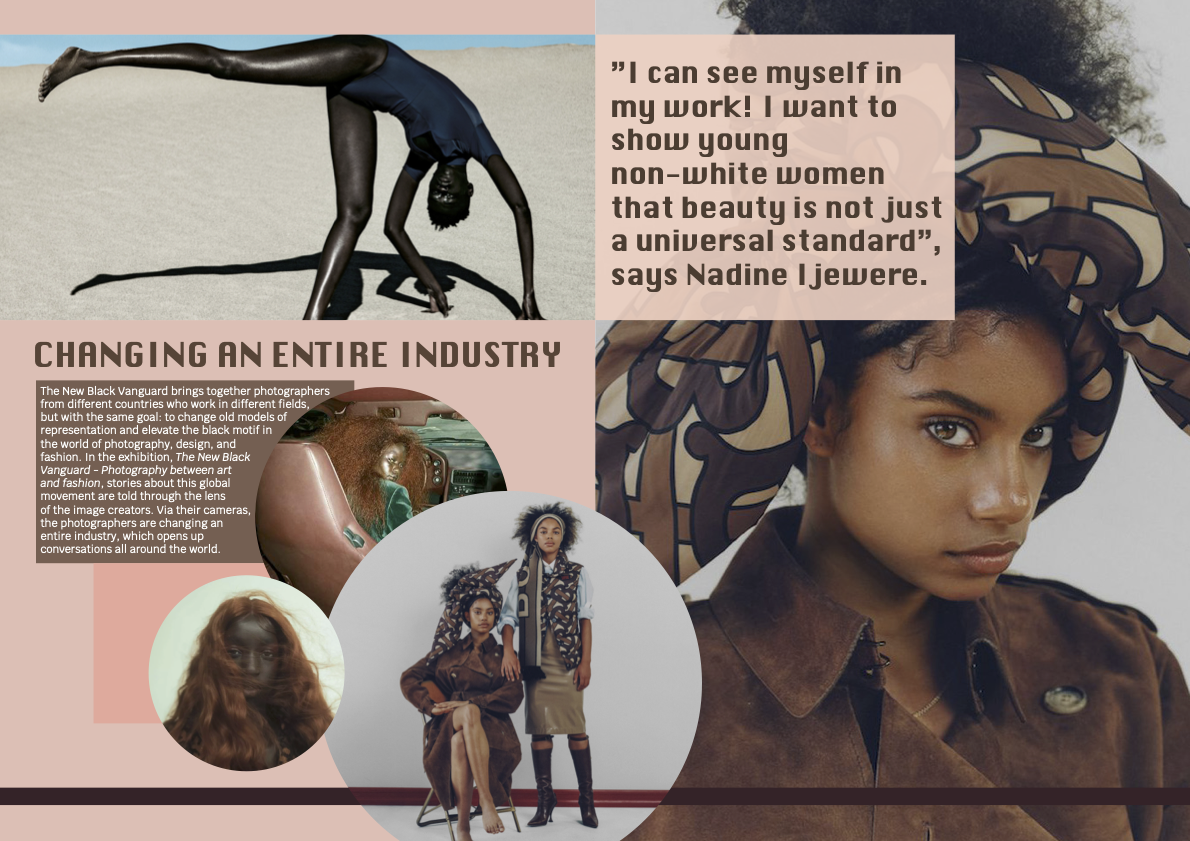 ”I can see myself in
my work! I want to
show young
non-white women
that beauty is not just
a universal standard”,
says Nadine Ijewere.
CHANGING AN ENTIRE INDUSTRY
The New Black Vanguard brings together photographers
from different countries who work in different fields,
but with the same goal: to change old models of
representation and elevate the black motif in
the world of photography, design, and
fashion. In the exhibition, The New Black
Vanguard - Photography between art
and fashion, stories about this global
movement are told through the lens
of the image creators. Via their cameras,
the photographers are changing an
entire industry, which opens up
conversations all around the world.